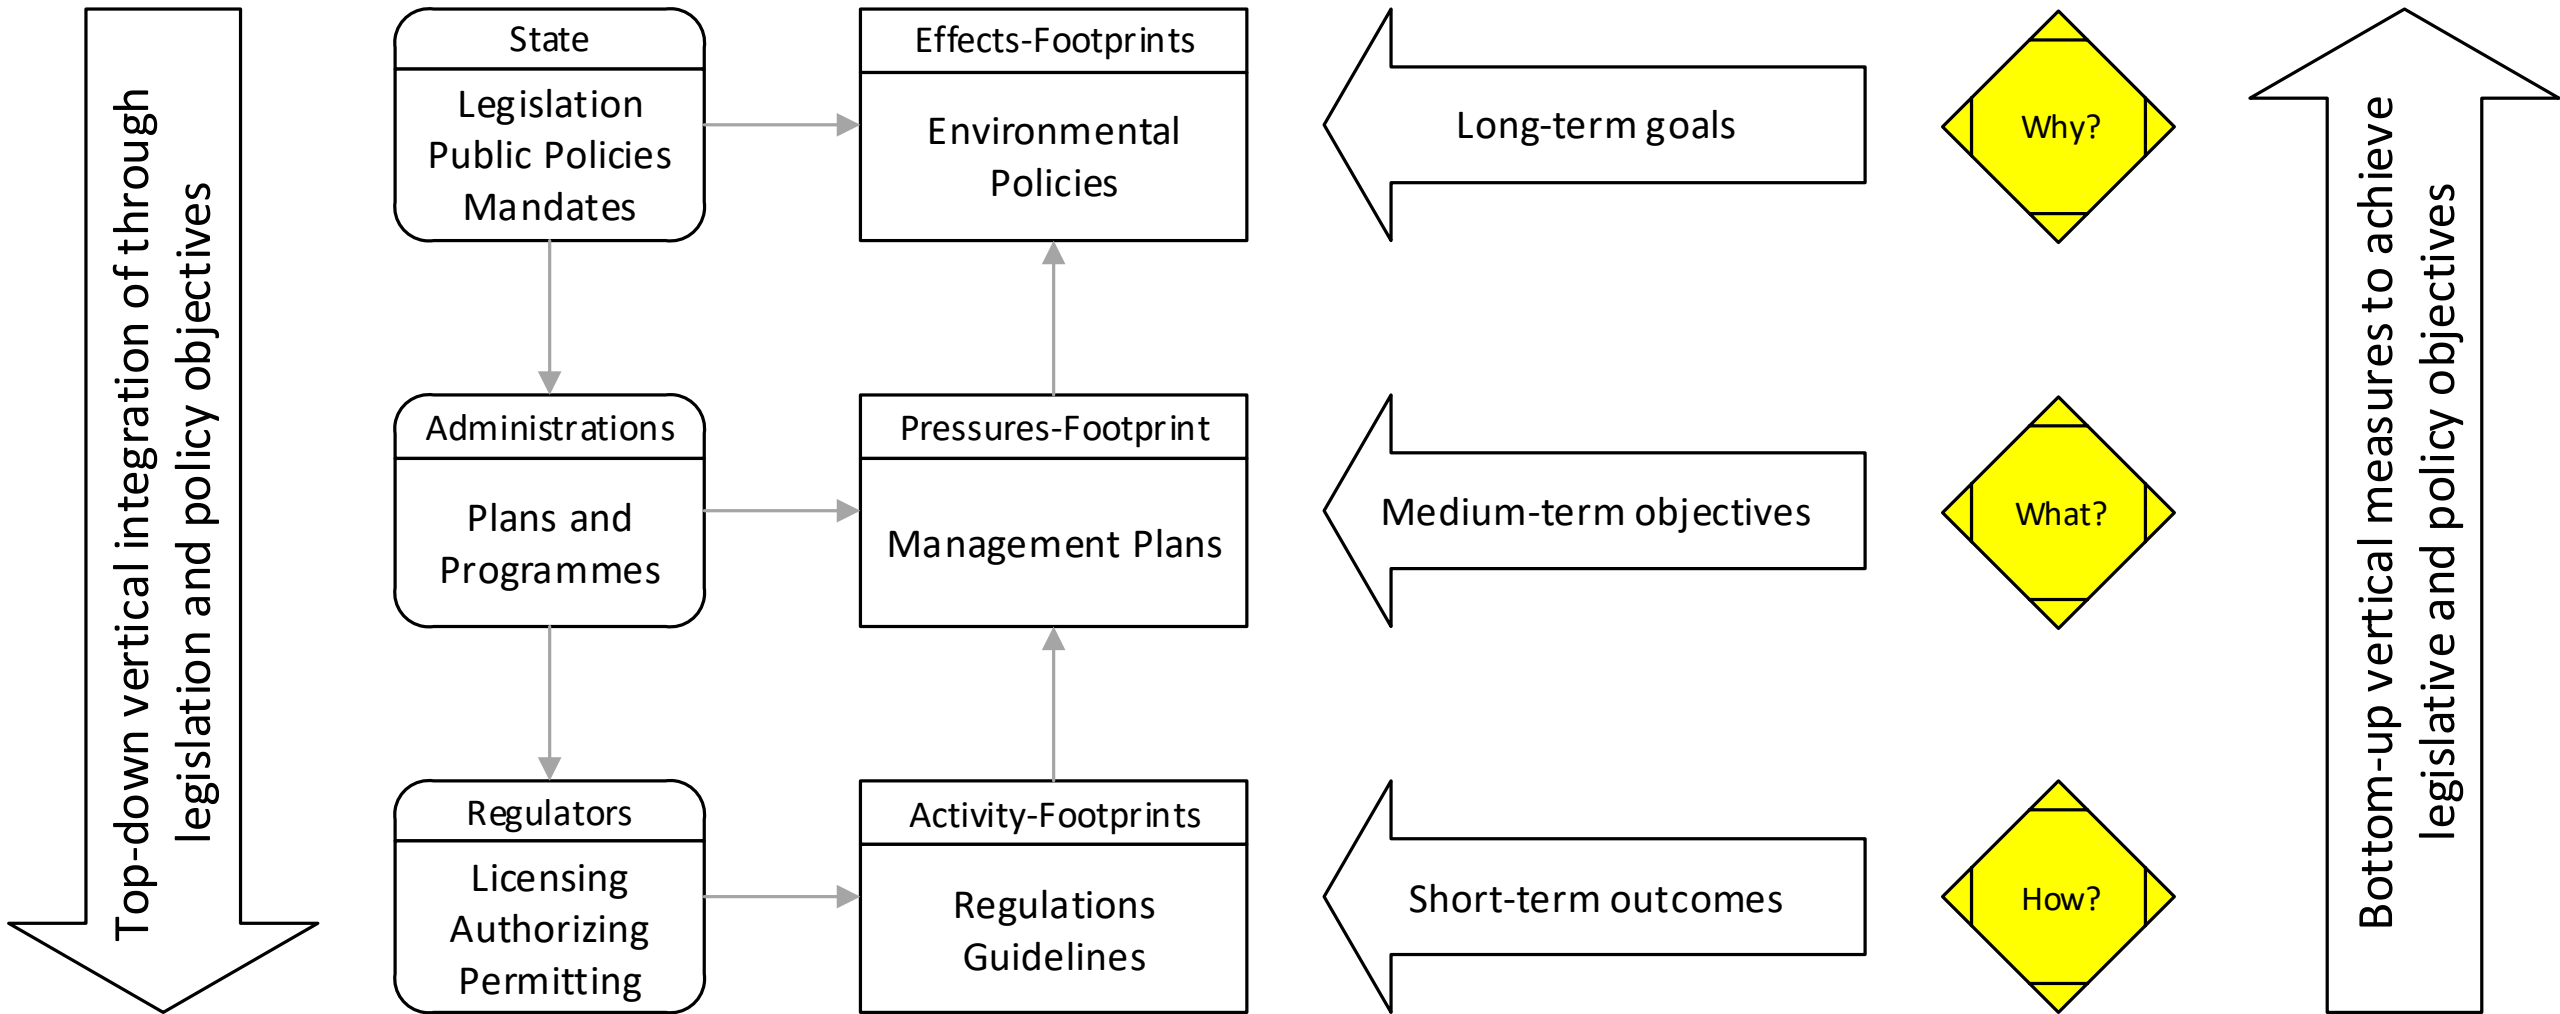 Top-down vertical integration of through
legislation and policy objectives
State
Legislation
Public Policies
Mandates
Effects-Footprints
Environmental
Policies
Long-term goals
Why?
Administrations
Plans and
Programmes
Pressures-Footprint
Management Plans
Medium-term objectives
What?
Regulators
Licensing
Authorizing
Permitting
Activity-Footprints
Regulations
Guidelines
Short-term outcomes
How?
Bottom-up vertical measures to achieve
legislative and policy objectives